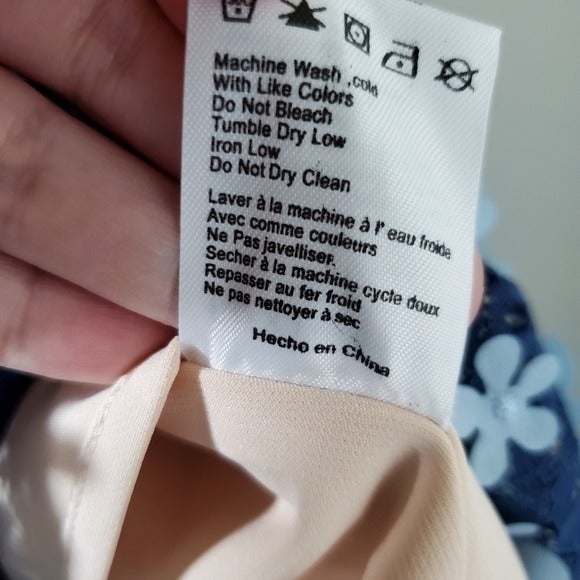 Machine Wash ,cold
With Like Colors
Do Not Bleach
Tumble Dry Low
Iron Low
Do Not Dry Clean
Laver à la machine à l' eau froide
Avec comme couleurs
Ne Pas javelliser.
Secher à la machine cycle doux
Repasser au fer froid
Ne pas nettoyer à sec
Hecho en China